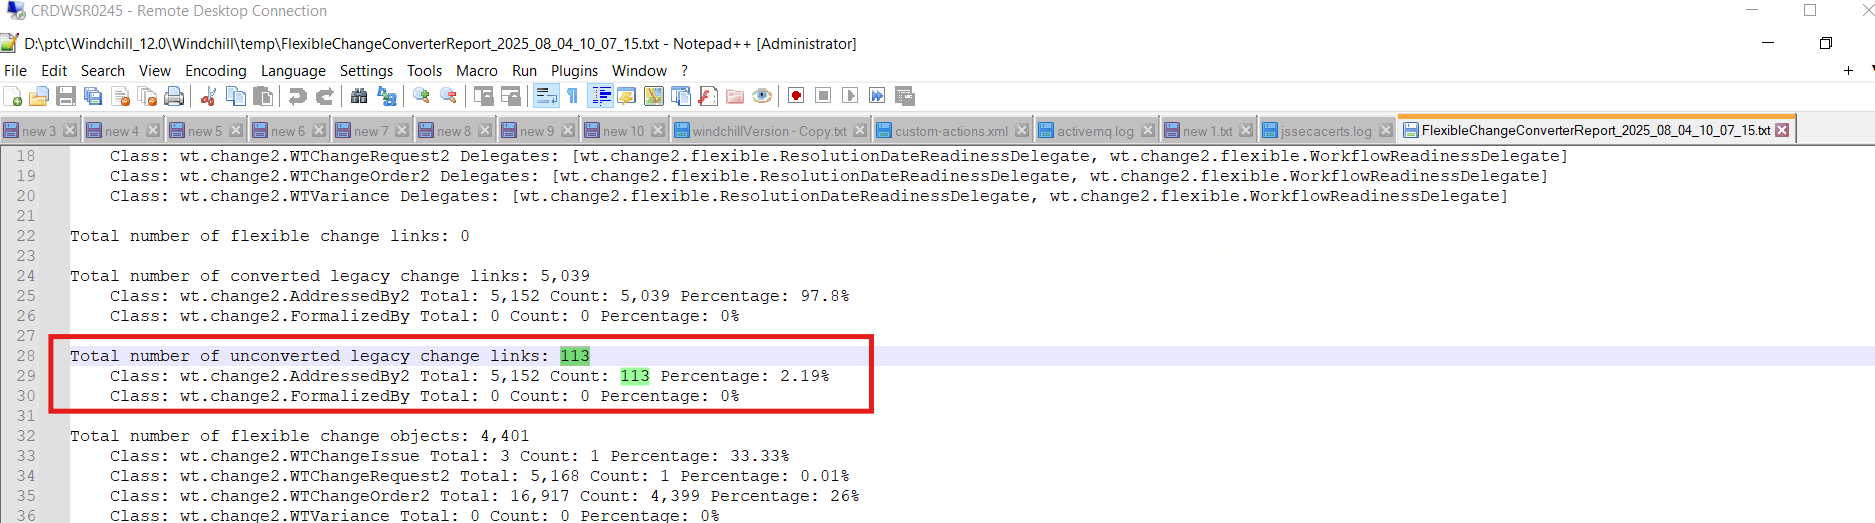 CRDWSR0245 - Remote Desktop Connection
D:\ptc\Windchill_12.0\Windchill\temp\FlexibleChangeConverterReport_2025_08_04_10_07_15.txt - Notepad++ [Administrator]
File Edit Search View Encoding Language Settings Tools Macro Run Plugins Window ?
new 3 new 4 new 5 new 6 new 7 new 8 new 9 new 10 windchillVersion - Copy.txt custom-actions.xml activemq.log new 1.txt jssecacerts.log FlexibleChangeConverterReport_2025_08_04_10_07_15.txt
18 Class: wt.change2.WTChangeRequest2 Delegates: [wt.change2.flexible.ResolutionDateReadinessDelegate, wt.change2.flexible.WorkflowReadinessDelegate]
19 Class: wt.change2.WTChangeOrder2 Delegates: [wt.change2.flexible.ResolutionDateReadinessDelegate, wt.change2.flexible.WorkflowReadinessDelegate]
20 Class: wt.change2.WTVariance Delegates: [wt.change2.flexible.ResolutionDateReadinessDelegate, wt.change2.flexible.WorkflowReadinessDelegate]
21
22 Total number of flexible change links: 0
23
24 Total number of converted legacy change links: 5,039
25 Class: wt.change2.AddressedBy2 Total: 5,152 Count: 5,039 Percentage: 97.8%
26 Class: wt.change2.FormalizedBy Total: 0 Count: 0 Percentage: 0%
27
28 Total number of unconverted legacy change links: 113
29 Class: wt.change2.AddressedBy2 Total: 5,152 Count: 113 Percentage: 2.19%
30 Class: wt.change2.FormalizedBy Total: 0 Count: 0 Percentage: 0%
31
32 Total number of flexible change objects: 4,401
33 Class: wt.change2.WTChangeIssue Total: 3 Count: 1 Percentage: 33.33%
34 Class: wt.change2.WTChangeRequest2 Total: 5,168 Count: 1 Percentage: 0.01%
35 Class: wt.change2.WTChangeOrder2 Total: 16,917 Count: 4,399 Percentage: 26%
36 Class: wt.change2.WTVariance Total: 0 Count: 0 Percentage: 0%